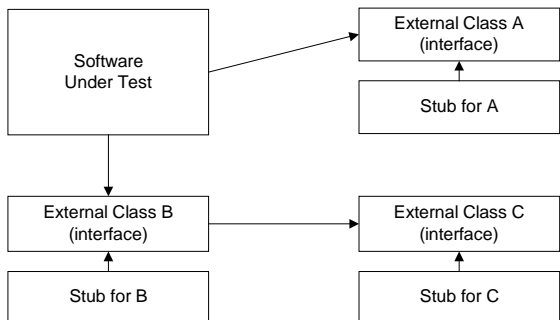 Software
Under Test
External Class A
(interface)
Stub for A
External Class B
(interface)
External Class C
(interface)
Stub for B
Stub for C